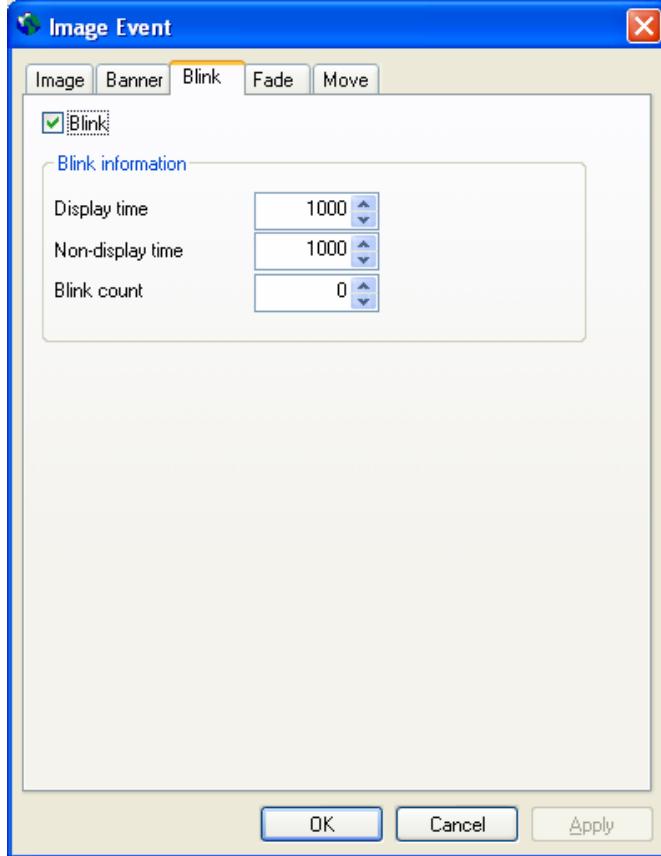 Image Event
Image Banner Blink Fade Move
Blink
Blink information
Display time 1000
Non-display time 1000
Blink count 0
OK Cancel Apply